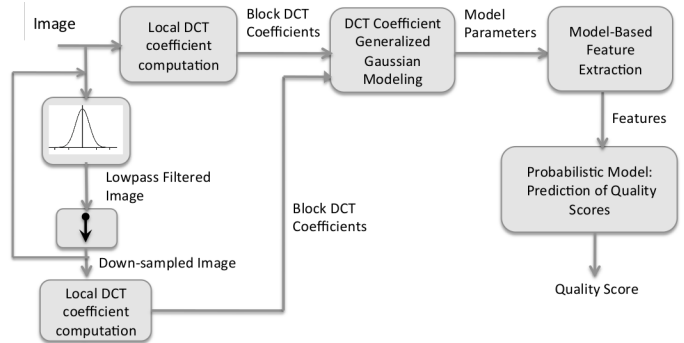 Image
Local DCT
coefficient
computation
Block DCT
Coefficients
DCT Coefficient
Generalized
Gaussian
Modeling
Model
Parameters
Model-Based
Feature
Extraction
Features
Probabilistic Model:
Prediction of Quality
Scores
Quality Score
Lowpass Filtered
Image
Down-sampled Image
Local DCT
coefficient
computation
Block DCT
Coefficients